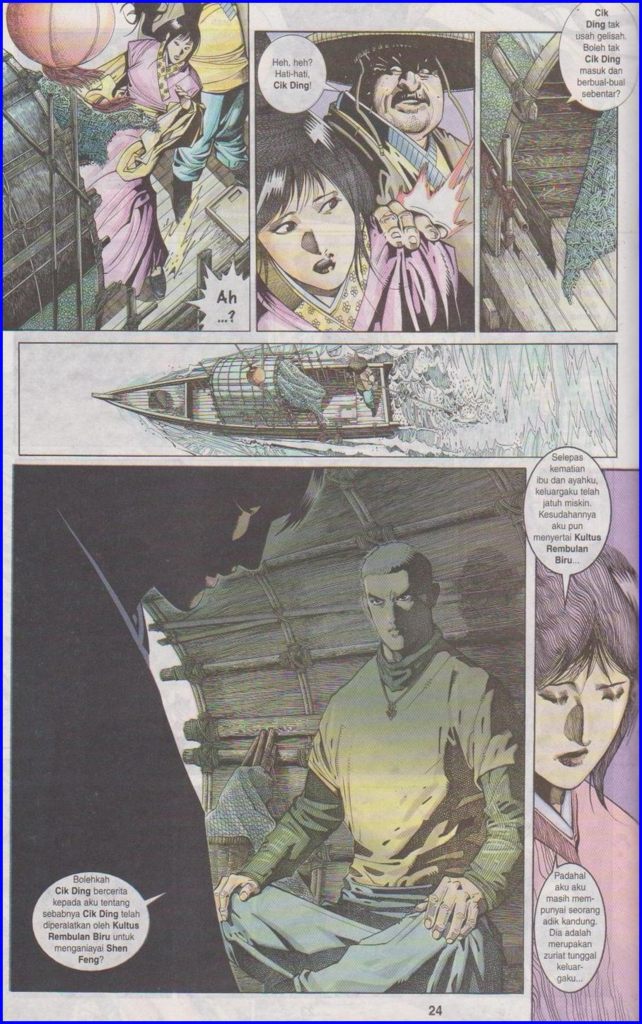 Ah
...?
Heh, heh?
Hati-hati,
Cik Ding!
Cik
Ding tak
usah gelisah.
Boleh tak
Cik Ding
masuk dan
berbual-bual
sebentar?
Bolehkah
Cik Ding bercerita
kepada aku tentang
sebabnya Cik Ding telah
diperalatkan oleh Kultus
Rembulan Biru untuk
menganiayai Shen
Feng?
Selepas
kematian
ibu dan ayahku,
keluargaku telah
jatuh miskin.
Kesudahannya
aku pun
menyertai Kultus
Rembulan
Biru...
Padahal
aku aku
masih mem-
punyai seorang
adik kandung.
Dia adalah
merupakan
zuriat tunggal
keluar-
gaku...
24